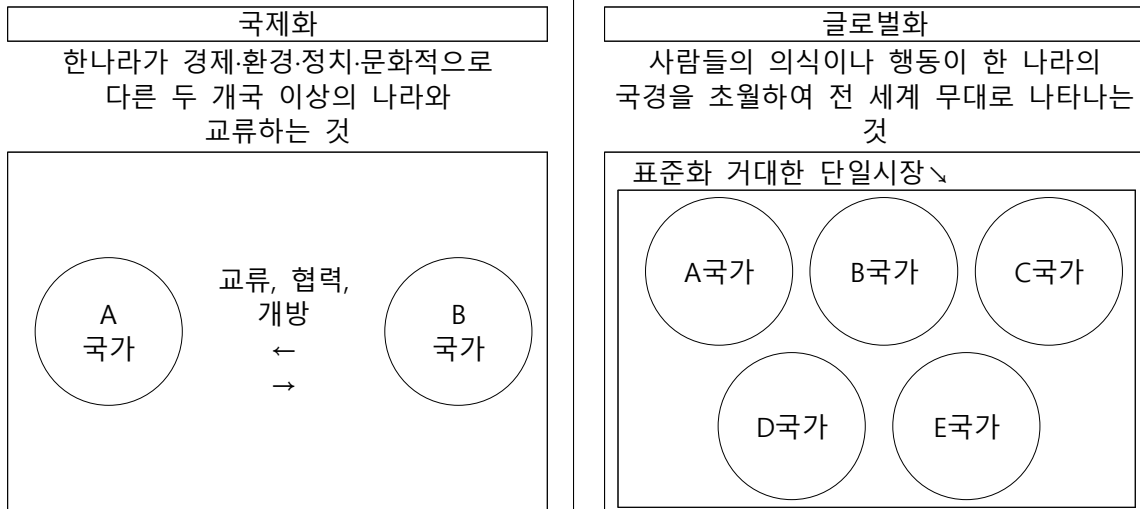 국제화
한나라가 경제·환경·정치·문화적으로
다른 두 개국 이상의 나라와
교류하는 것
A
국가
교류, 협력,
개방
←
→
B
국가
글로벌화
사람들의 의식이나 행동이 한 나라의
국경을 초월하여 전 세계 무대로 나타나는
것
표준화 거대한 단일시장↘
A국가
B국가
C국가
D국가
E국가